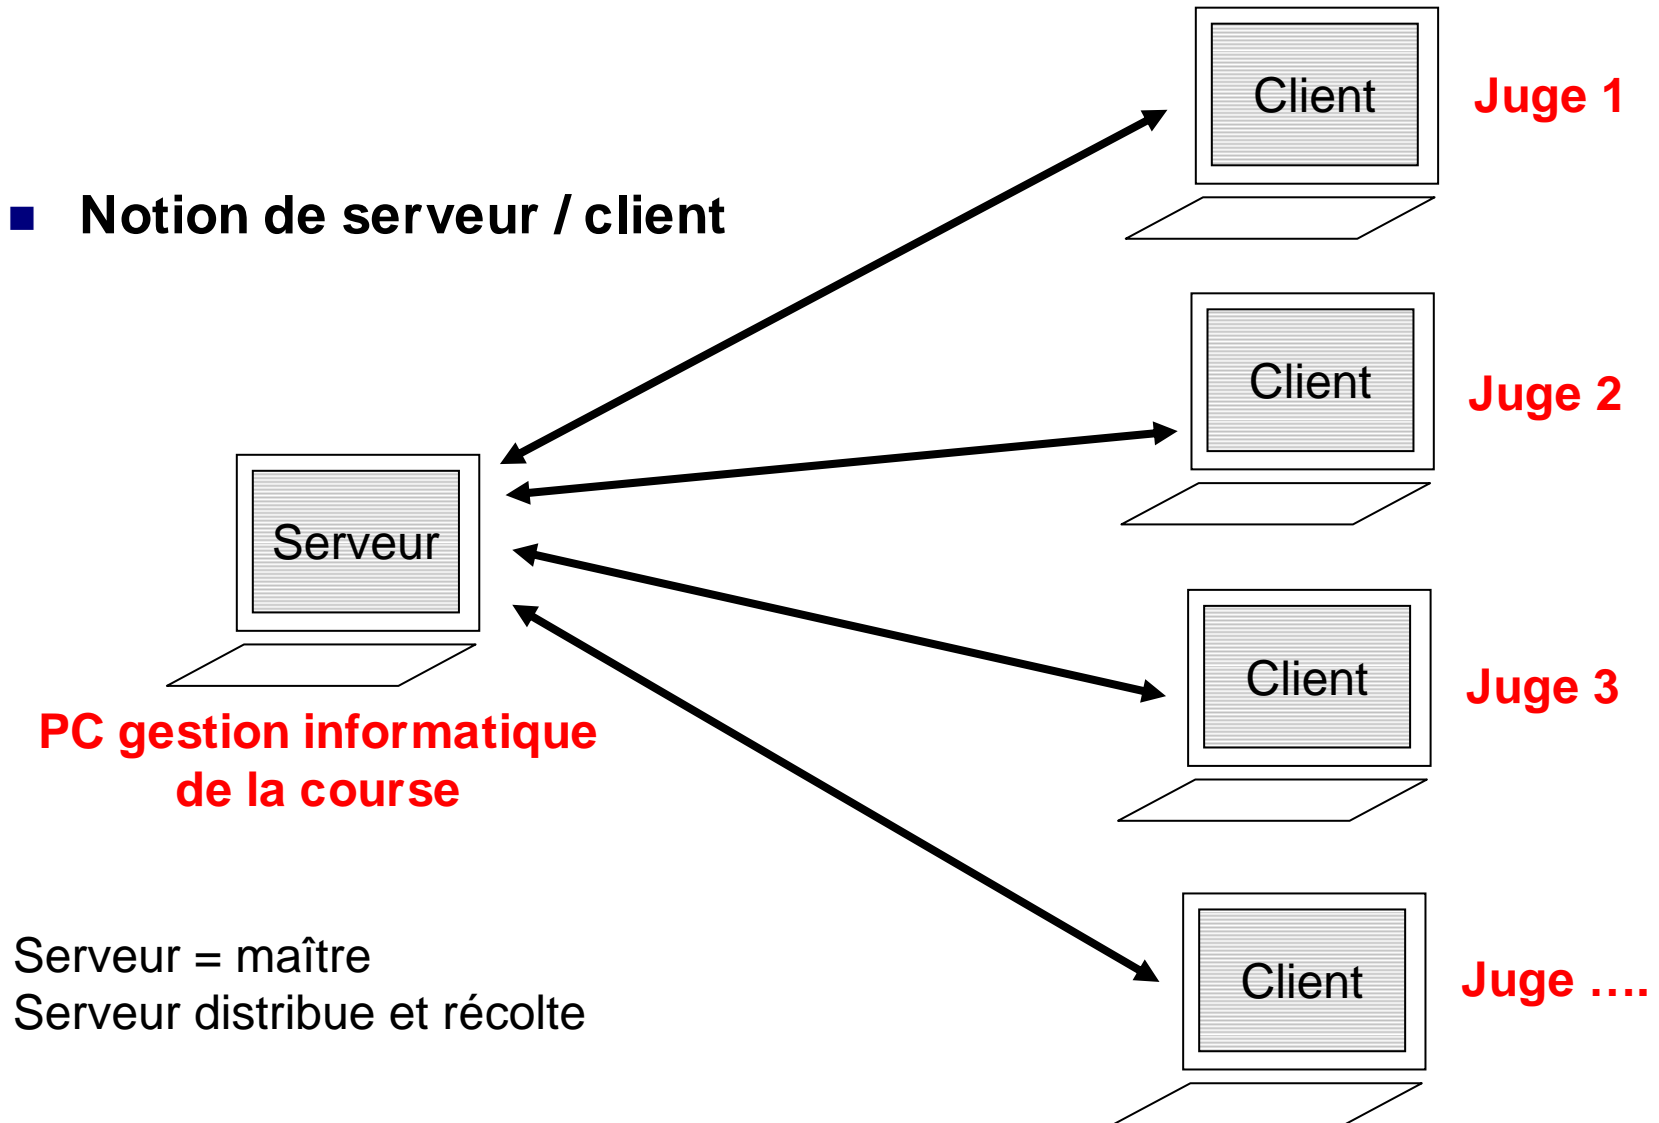 Notion de serveur / client
Client
Juge 1
Client
Juge 2
Serveur
PC gestion informatique
de la course
Client
Juge 3
Serveur = maître
Serveur distribue et récolte
Client
Juge ....